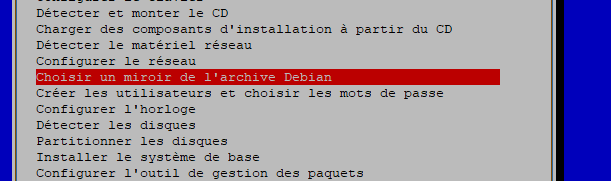 Détecter et monter le CD
Charger des composants d'installation à partir du CD
Détecter le matériel réseau
Configurer le réseau
Choisir un miroir de l'archive Debian
Créer les utilisateurs et choisir les mots de passe
Configurer l'horloge
Détecter les disques
Partitionner les disques
Installer le système de base
Configurer l'outil de gestion des paquets